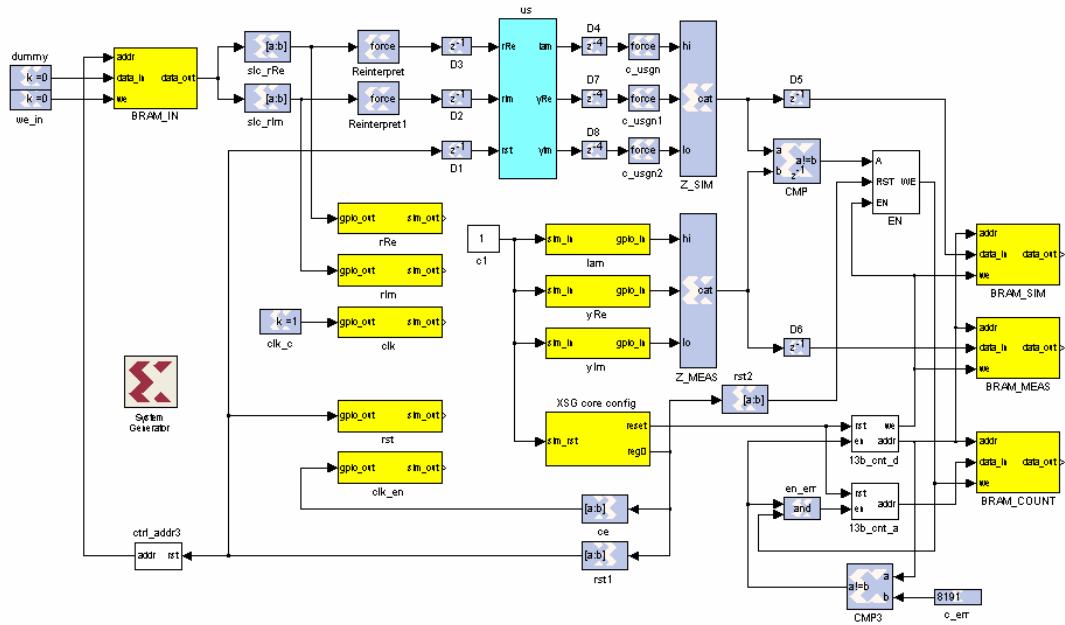 dummy
k =0
k =0
we_in
addr
data_in
data_out
we
BRAM_IN
[a:b]
slc_rRe
[a:b]
slc_rIm
force
Reinterpret
force
Reinterpret1
z-1
D3
z-1
D2
z-1
D1
us
rRe
lam
rIm
yRe
rst
yIm
D4
z-4
D7
z-4
D8
z-4
force
c_usgn
force
c_usgn1
force
c_usgn2
hi
cat
lo
Z_SIM
D5
z-1
a
a!=b
b
z-1
CMP
A
RST
WE
EN
EN
gpio_out
sim_out
rRe
gpio_out
sim_out
rIm
k =1
clk_c
gpio_out
sim_out
clk
1
c1
sim_in
gpio_in
lam
sim_in
gpio_in
yRe
sim_in
gpio_in
yIm
hi
cat
lo
Z_MEAS
D6
z-1
addr
data_in
data_out
we
BRAM_SIM
addr
data_in
data_out
we
BRAM_MEAS
System
Generator
gpio_out
sim_out
rst
gpio_out
sim_out
clk_en
XSG core config
reset
sim_rst
reg0
rst2
[a:b]
rst
we
en
addr
13b_cnt_d
rst
addr
en
13b_cnt_a
en_err
and
addr
data_in
data_out
we
BRAM_COUNT
[a:b]
ce
[a:b]
rst1
ctrl_addr3
addr
rst
a
a!=b
b
CMP3
8191
c_err